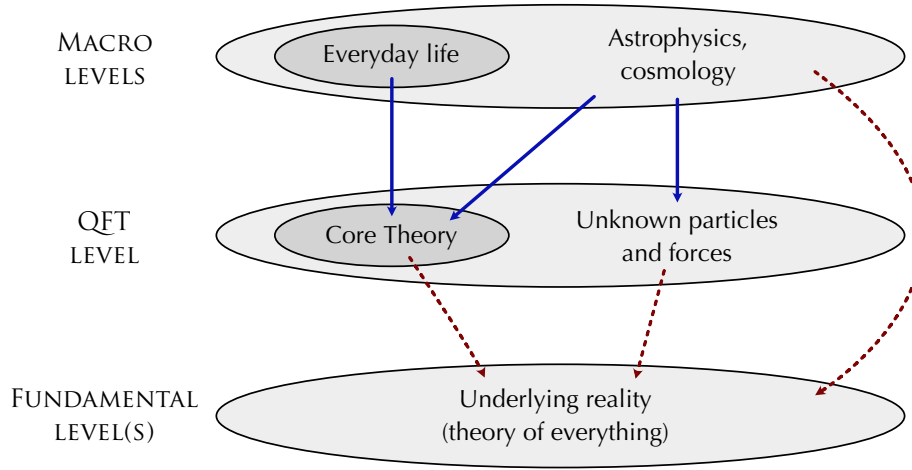 MACRO
LEVELS
Everyday life
Astrophysics,
cosmology
QFT
LEVEL
Core Theory
Unknown particles
and forces
FUNDAMENTAL
LEVEL(S)
Underlying reality
(theory of everything)